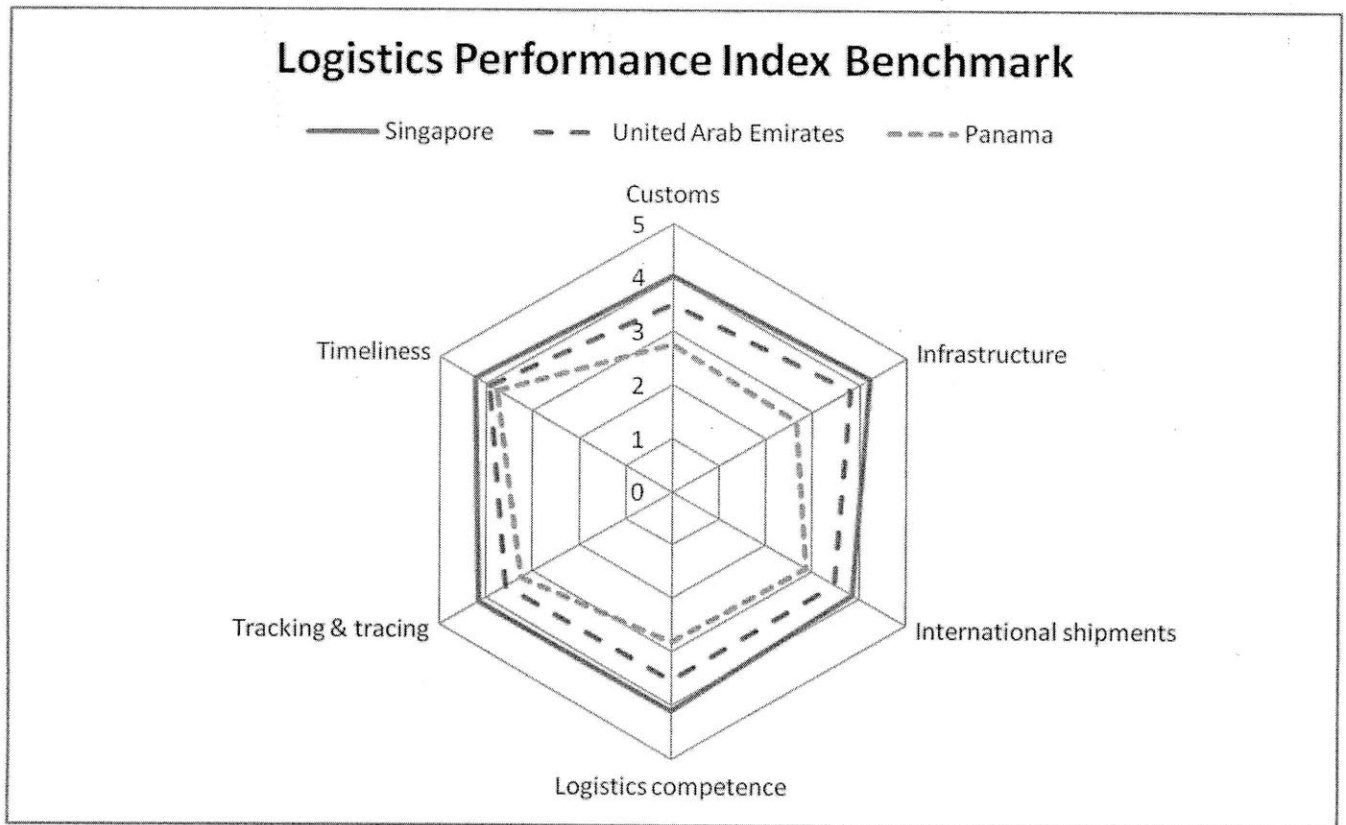 Logistics Performance Index Benchmark
Singapore United Arab Emirates Panama
Customs
5
4
3
2
1
0
Timeliness
Infrastructure
Tracking & tracing
International shipments
Logistics competence